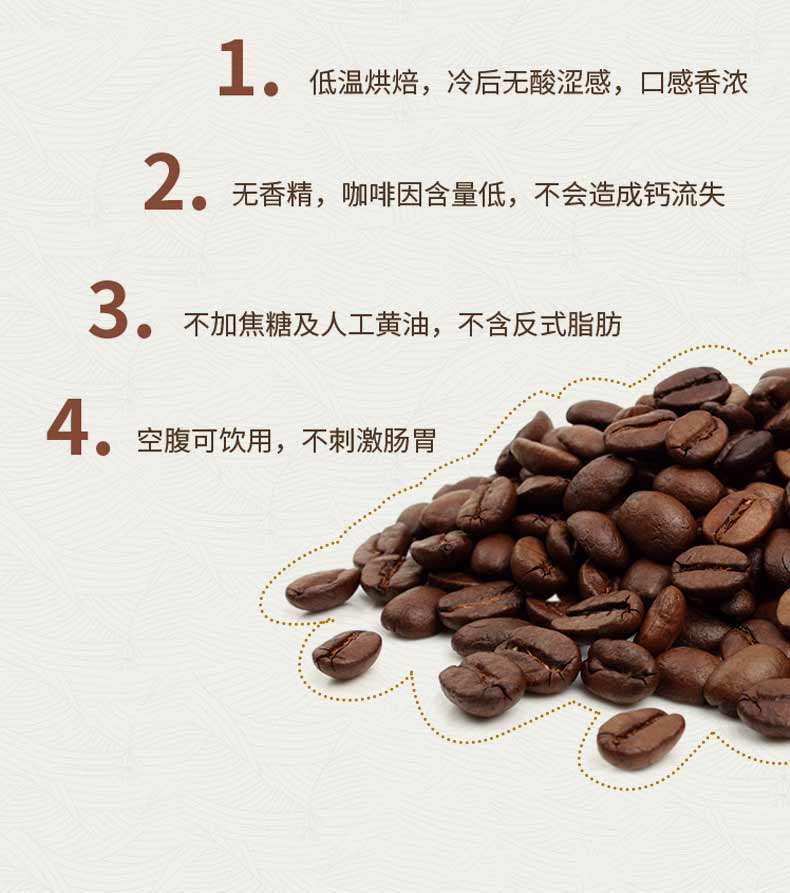 1. 低温烘焙，冷后无酸涩感，口感香浓
2. 无香精，咖啡因含量低，不会造成钙流失
3. 不加焦糖及人工黄油，不含反式脂肪
4. 空腹可饮用，不刺激肠胃